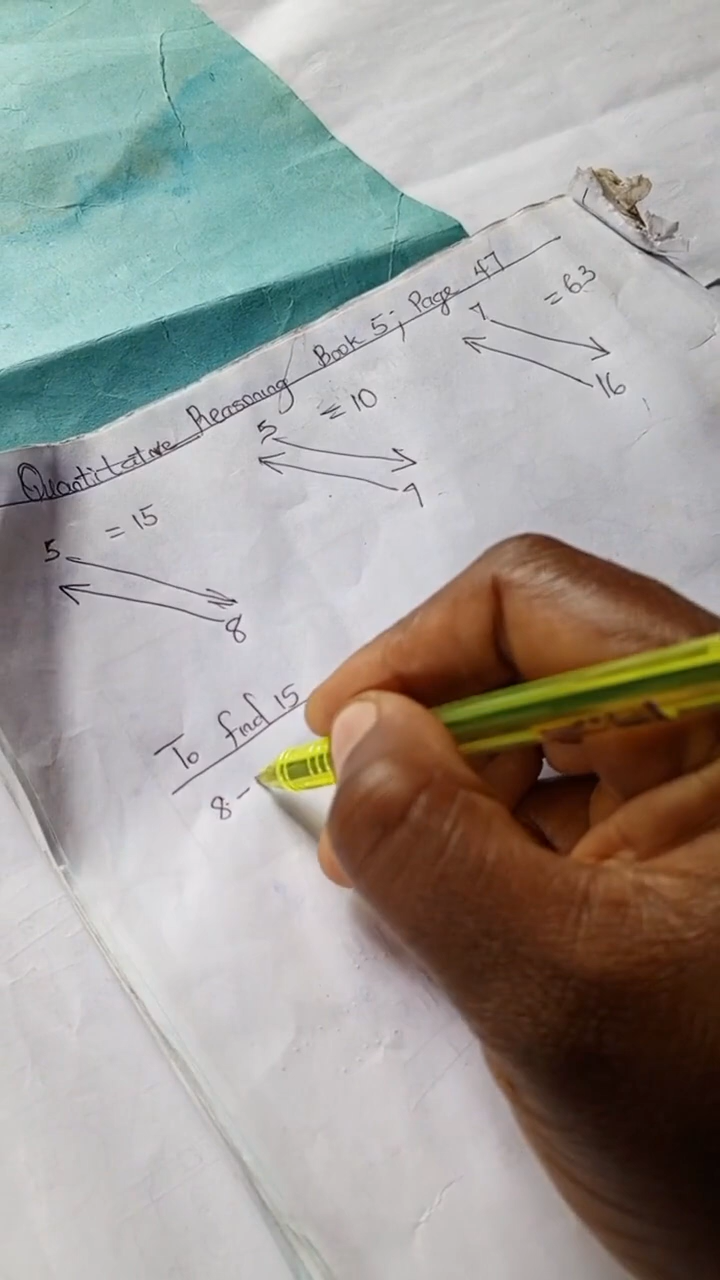 Quantitative Reasoning Book 5; Page 47
5 = 15
8
5 = 10
7
7 = 63
16
To find 15
8 -